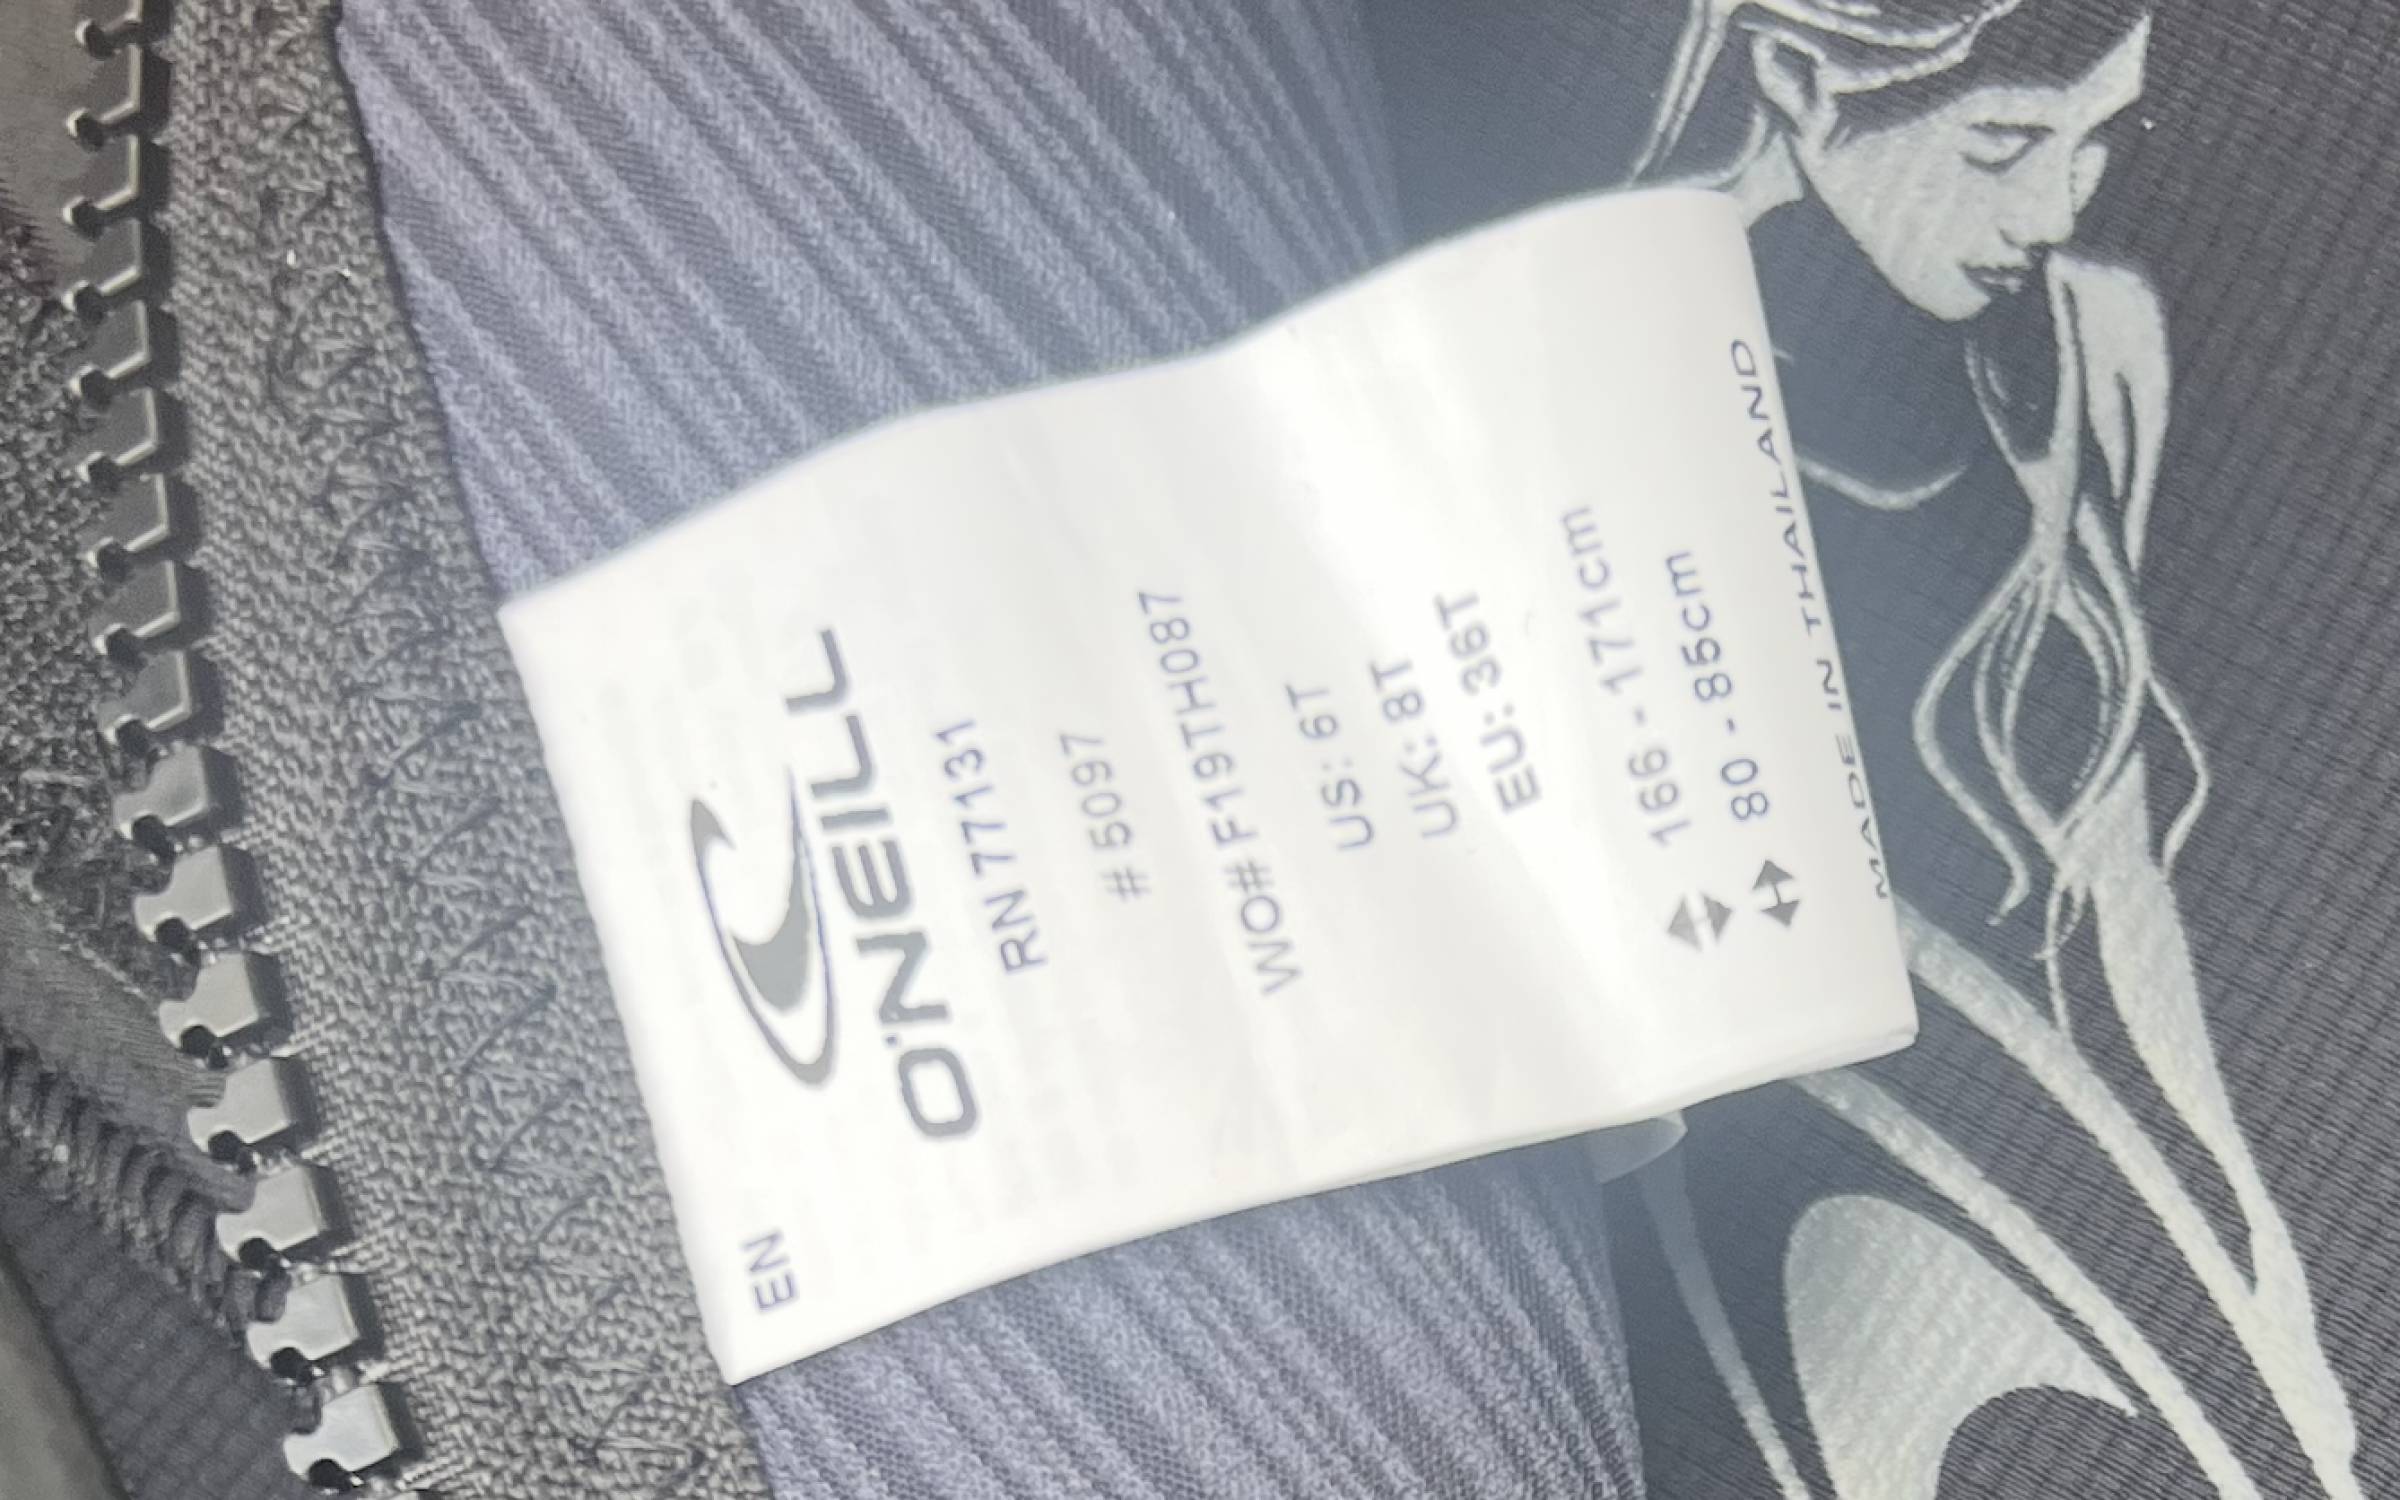 EN
O'NEILL
RN 77131
# 5097
WO# F19TH087
US: 6T
UK: 8T
EU: 36T
166 - 171cm
80 - 85cm
MADE IN THAILAND